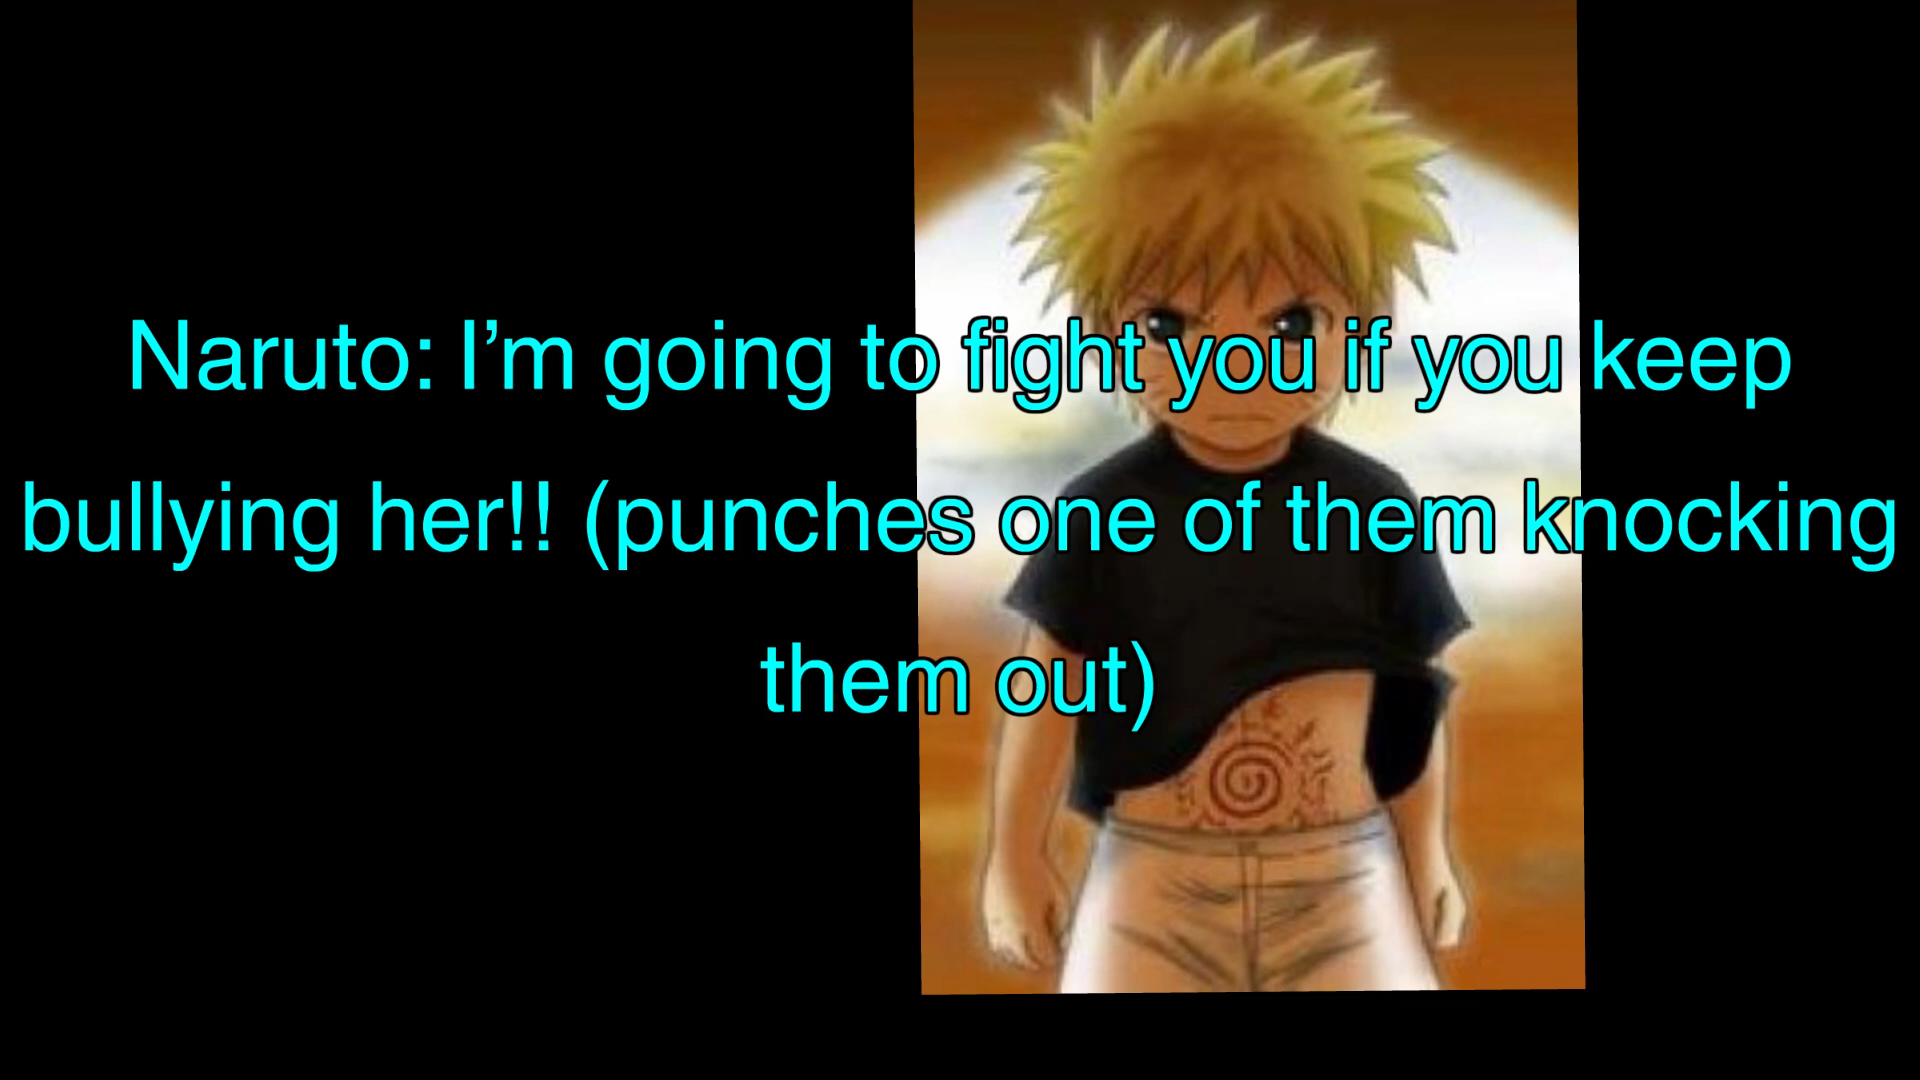 Naruto: I’m going to fight you if you keep
bullying her!! (punches one of them knocking
them out)